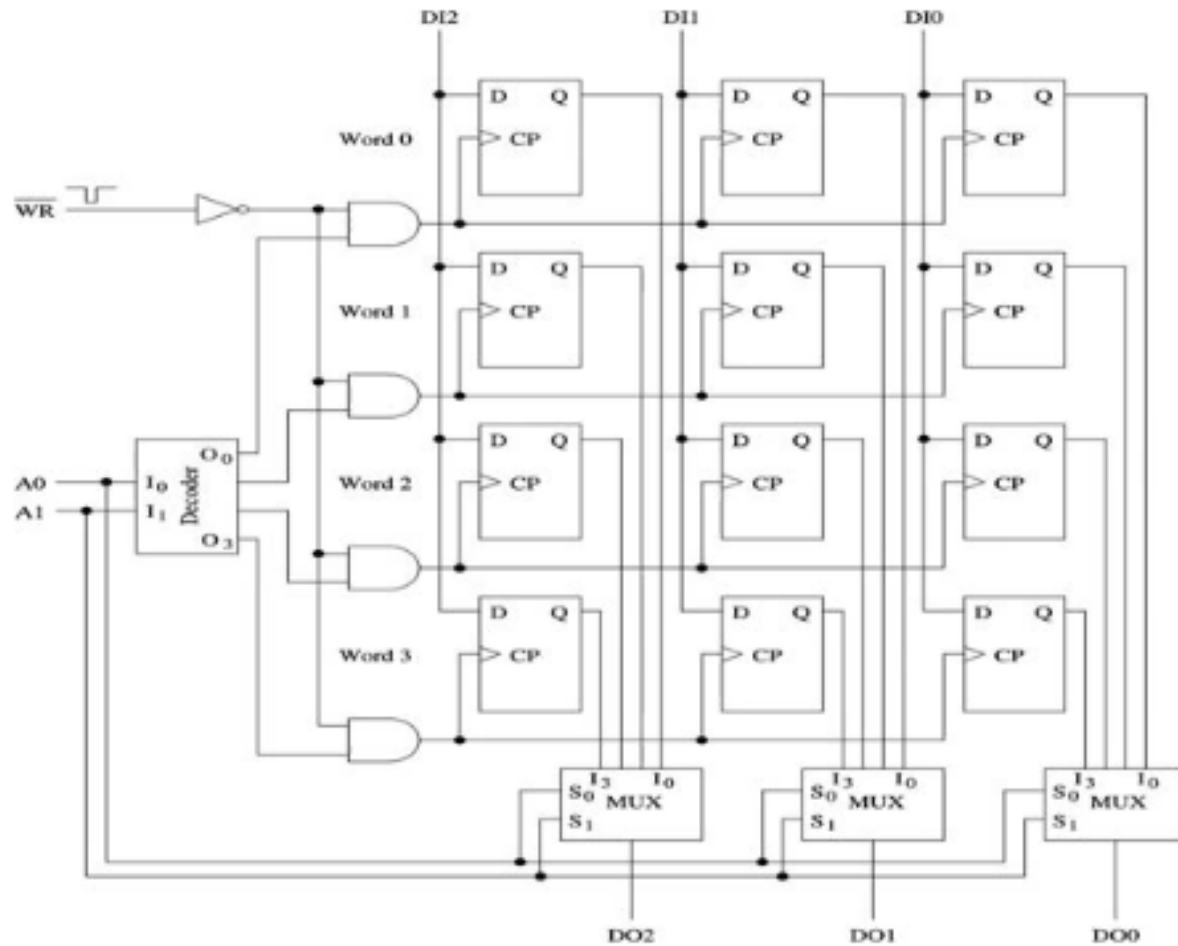 DI2 DI1 DI0
D Q D Q D Q
Word 0 CP CP CP
W̅R̅
D Q D Q D Q
Word 1 CP CP CP
D Q D Q D Q
O0
A0 I0 Decoder Word 2 CP CP CP
A1 I1
O3
D Q D Q D Q
Word 3 CP CP CP
I3 I0 I3 I0 I3 I0
S0 MUX S0 MUX S0 MUX
S1 S1 S1
DO2 DO1 DO0